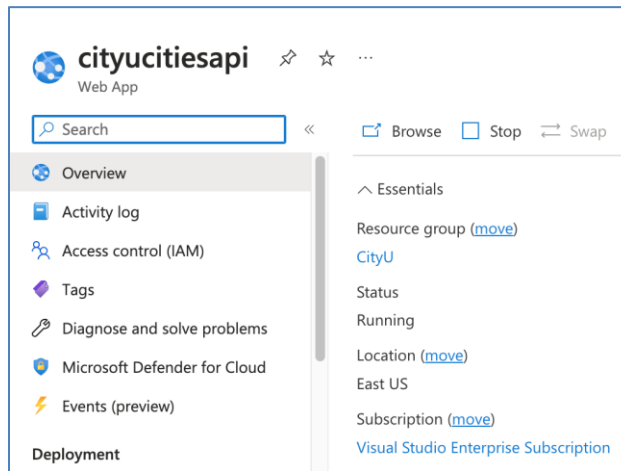 cityucitiesapi
Web App
Search
Overview
Activity log
Access control (IAM)
Tags
Diagnose and solve problems
Microsoft Defender for Cloud
Events (preview)
Deployment
Browse Stop Swap
Essentials
Resource group (move)
CityU
Status
Running
Location (move)
East US
Subscription (move)
Visual Studio Enterprise Subscription